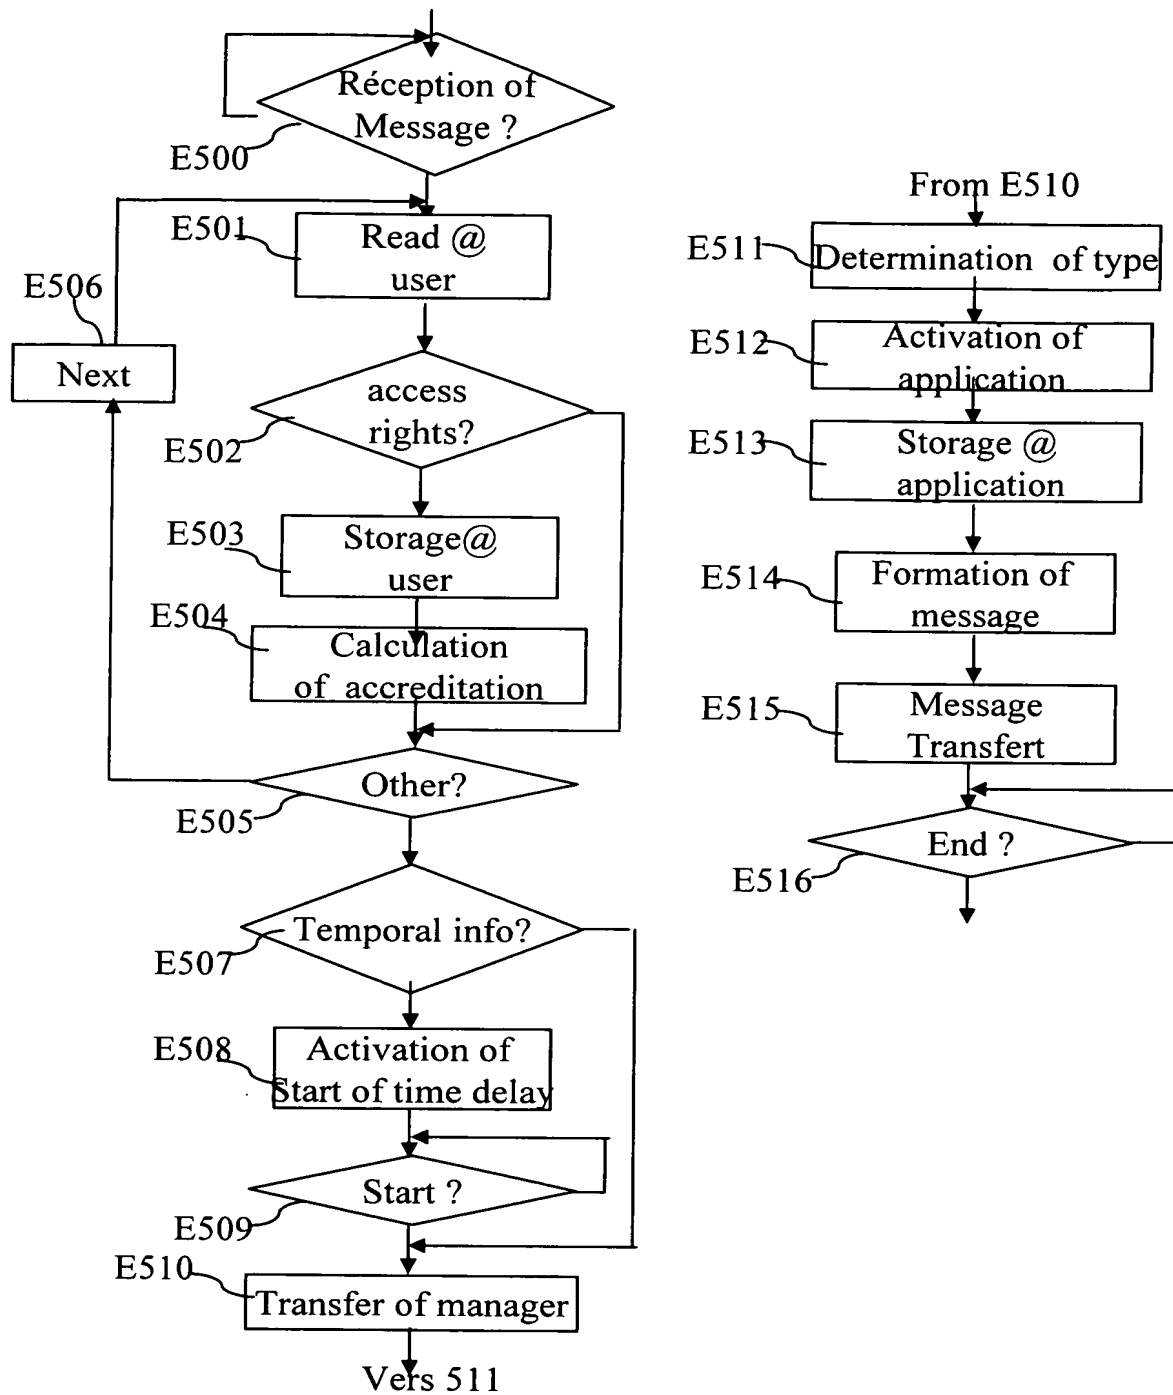 Réception of
Message ?
E500
E501
Read @
user
E506
Next
access
rights?
E502
E503
Storage@
user
E504
Calculation
of accreditation
Other?
E505
Temporal info?
E507
E508
Activation of
Start of time delay
Start ?
E509
E510
Transfer of manager
Vers 511
From E510
E511
Determination of type
E512
Activation of
application
E513
Storage @
application
E514
Formation of
message
E515
Message
Transfert
End ?
E516